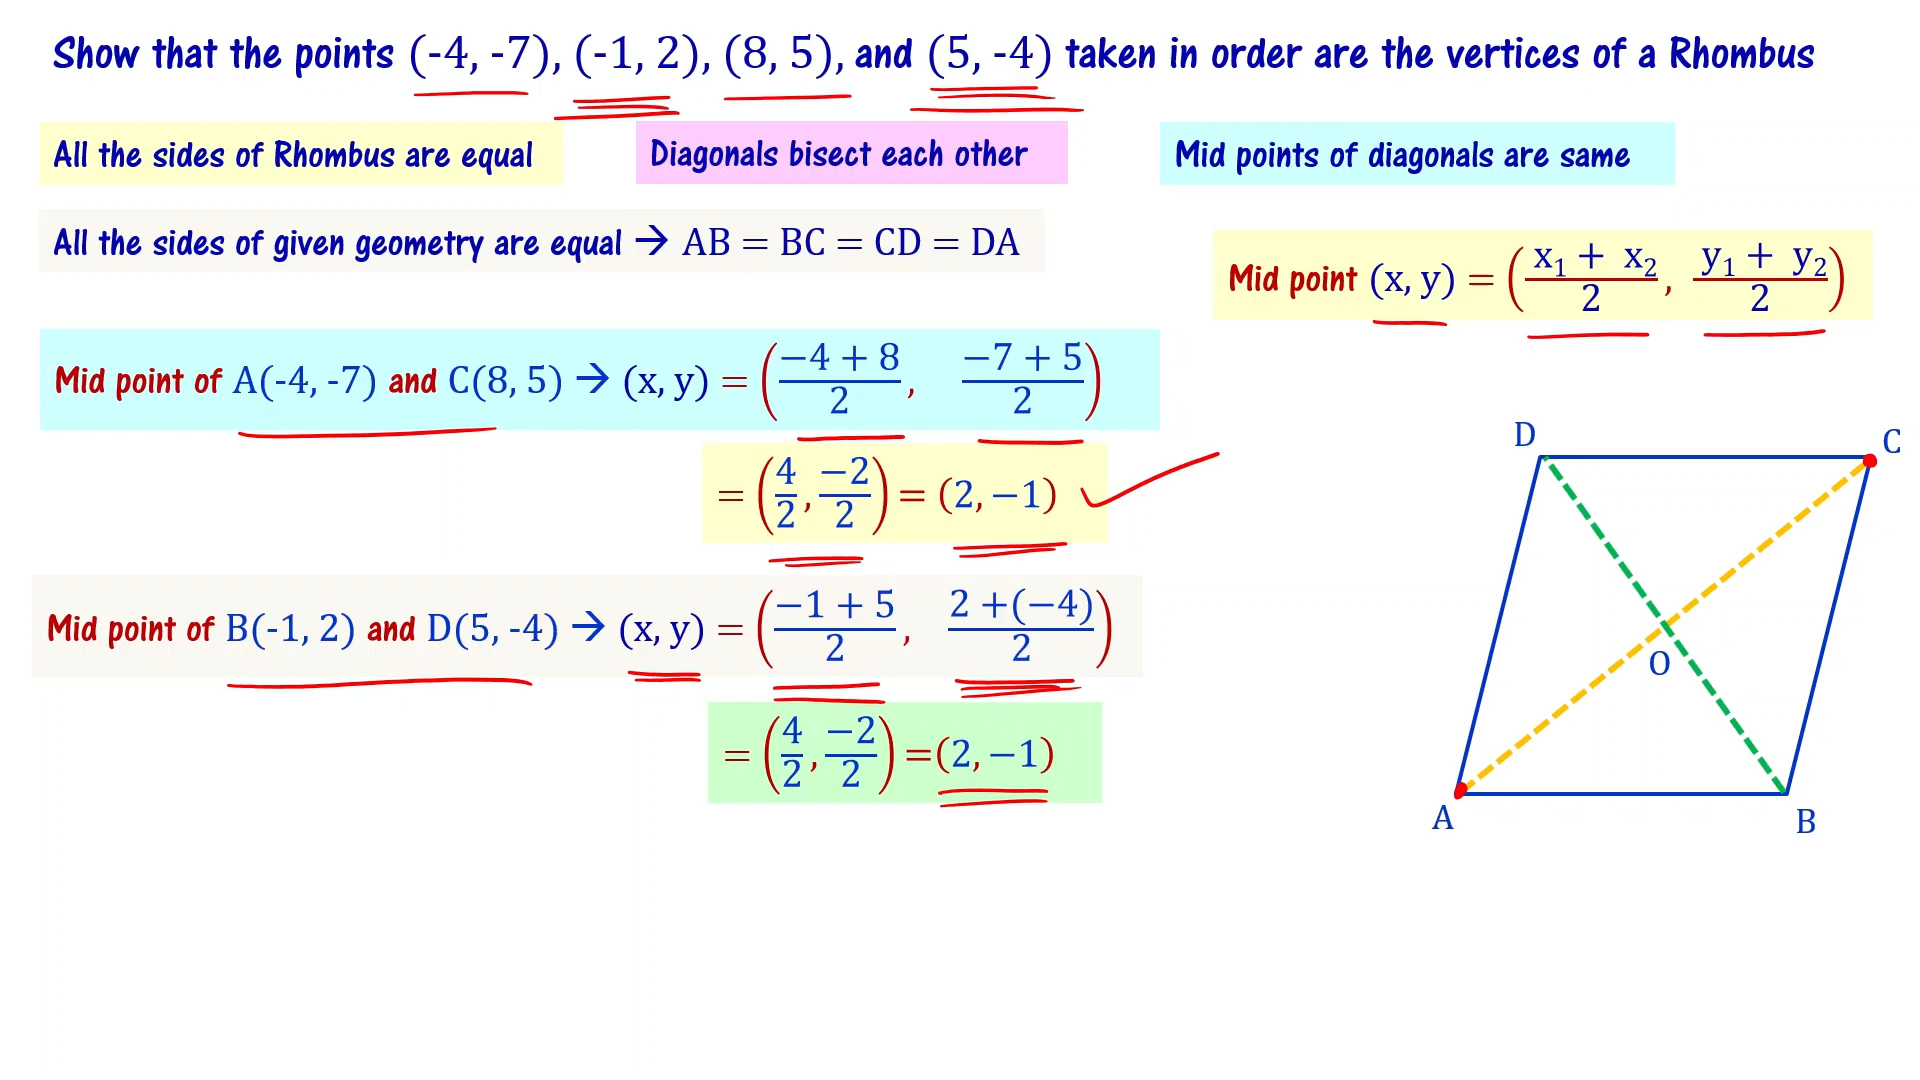 Show that the points (-4, -7), (-1, 2), (8, 5), and (5, -4) taken in order are the vertices of a Rhombus
All the sides of Rhombus are equal
Diagonals bisect each other
Mid points of diagonals are same
All the sides of given geometry are equal → AB = BC = CD = DA
Mid point (x, y) = ( x₁ + x₂ / 2 , y₁ + y₂ / 2 )
Mid point of A(-4, -7) and C(8, 5) → (x, y) = ( −4 + 8 / 2 , −7 + 5 / 2 )
= ( 4 / 2 , −2 / 2 ) = (2, −1)
Mid point of B(-1, 2) and D(5, -4) → (x, y) = ( −1 + 5 / 2 , 2 +(−4) / 2 )
= ( 4 / 2 , −2 / 2 ) =(2, −1)
D
C
O
A
B